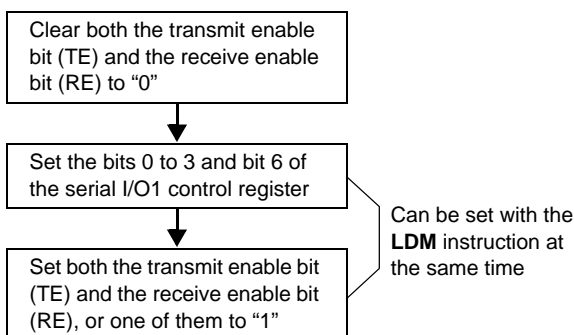 Clear both the transmit enable
bit (TE) and the receive enable
bit (RE) to “0”
Set the bits 0 to 3 and bit 6 of
the serial I/O1 control register
Set both the transmit enable bit
(TE) and the receive enable bit
(RE), or one of them to “1”
Can be set with the
LDM instruction at
the same time